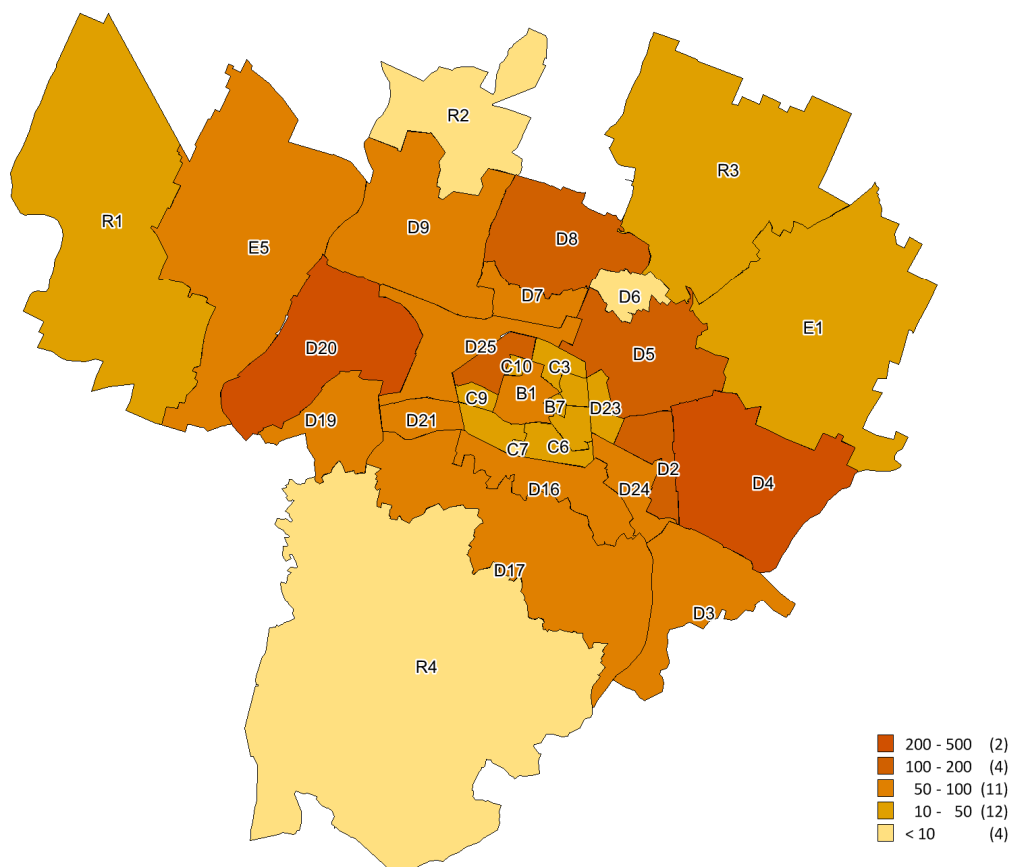 R2
R3
R1
D9
D8
E5
D7
D6
E1
D20
D25
D5
C10
C3
B1
C9
B7
D23
D19
D21
C7
C6
D2
D16
D24
D4
D17
D3
R4
200 - 500 (2)
100 - 200 (4)
50 - 100 (11)
10 - 50 (12)
< 10 (4)